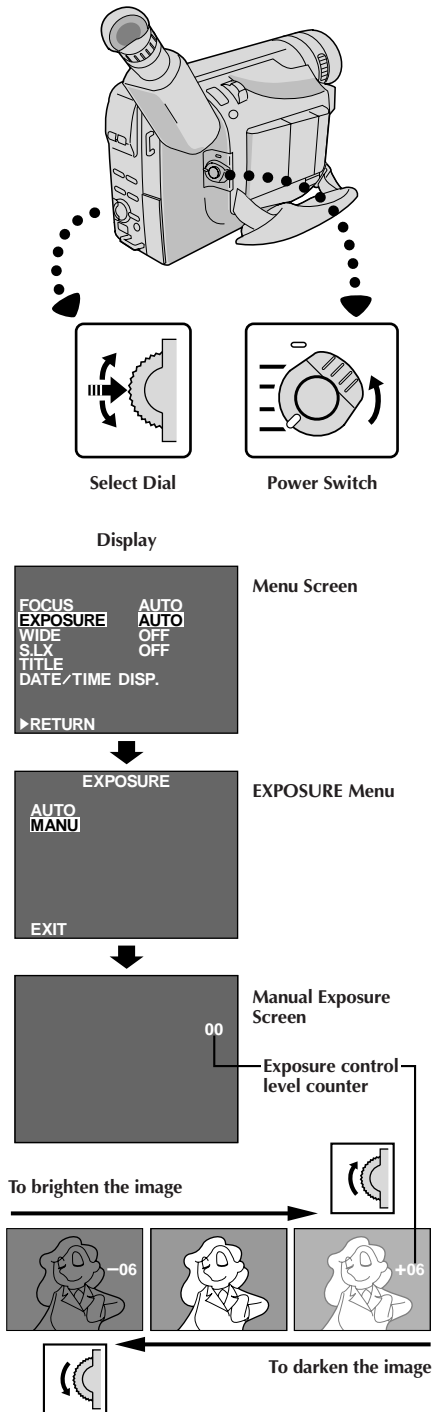 Select Dial
Power Switch
Display
Menu Screen
FOCUS AUTO
EXPOSURE AUTO
WIDE OFF
S.LX OFF
TITLE
DATE/TIME DISP.
▶RETURN
EXPOSURE Menu
EXPOSURE
AUTO
MANU
EXIT
Manual Exposure
Screen
00
Exposure control
level counter
To brighten the image
–06
+06
To darken the image